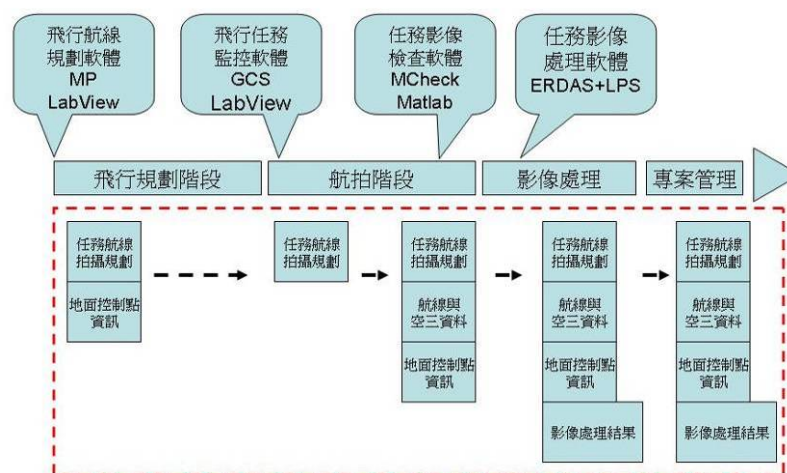 飛行航線
規劃軟體
MP
LabView
飛行任務
監控軟體
GCS
LabView
任務影像
檢查軟體
MCheck
Matlab
任務影像
處理軟體
ERDAS+LPS
飛行規劃階段
航拍階段
影像處理
專案管理
任務航線
拍攝規劃
地面控制點
資訊
任務航線
拍攝規劃
任務航線
拍攝規劃
航線與
空三資料
地面控制點
資訊
任務航線
拍攝規劃
航線與
空三資料
地面控制點
資訊
影像處理結果
任務航線
拍攝規劃
航線與
空三資料
地面控制點
資訊
影像處理結果